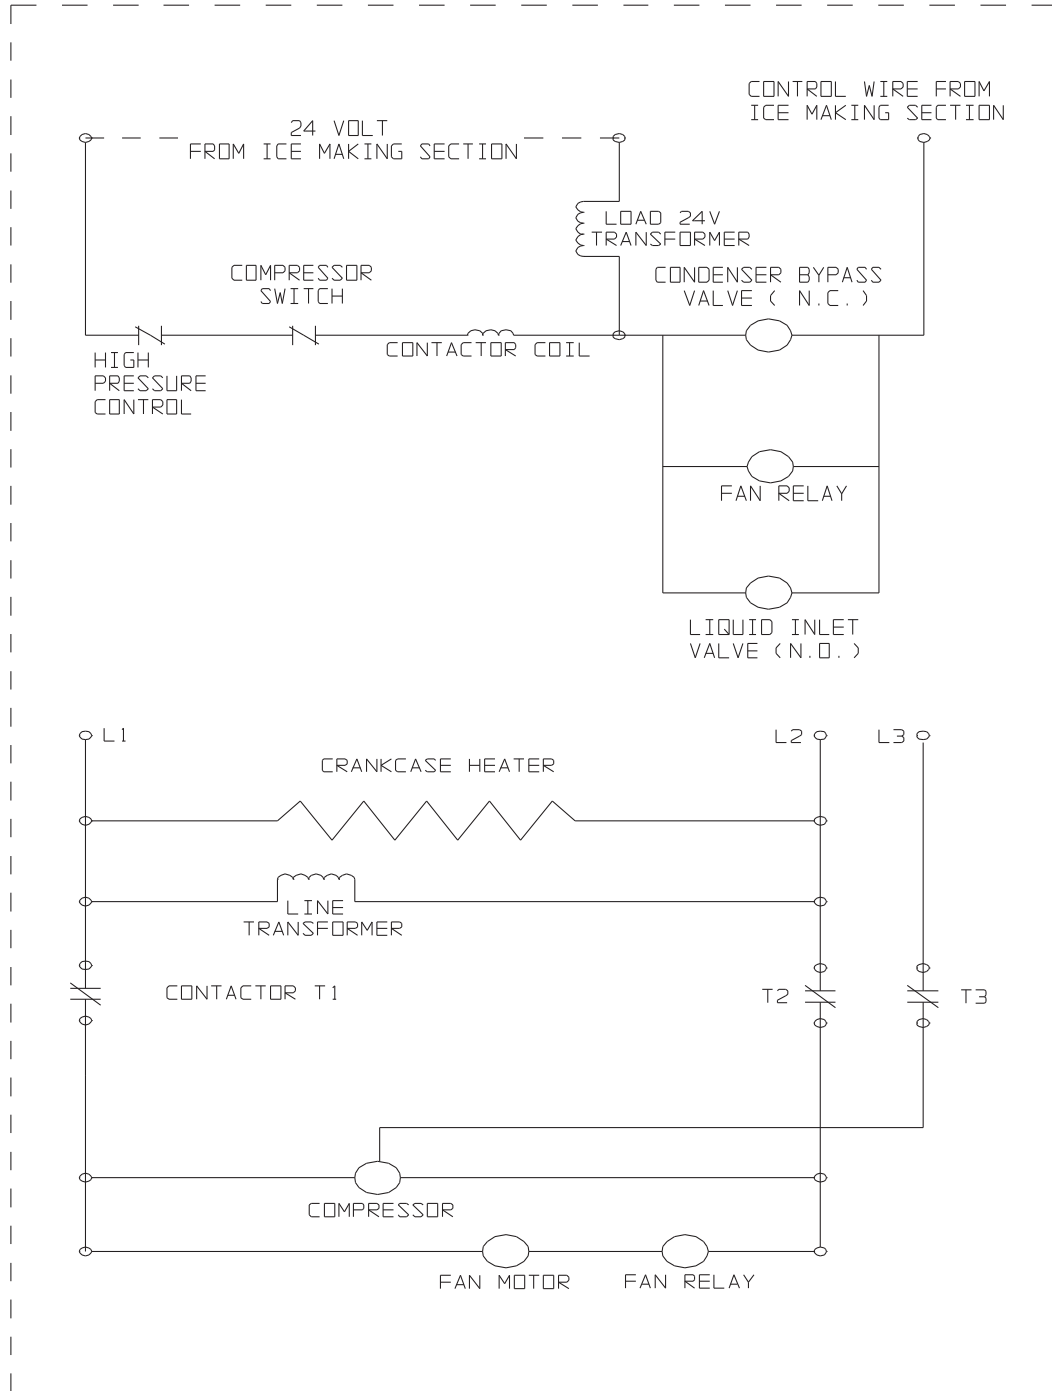 CONTROL WIRE FROM
ICE MAKING SECTION
24 VOLT
FROM ICE MAKING SECTION
LOAD 24V
TRANSFORMER
COMPRESSOR
SWITCH
CONDENSER BYPASS
VALVE ( N.C.)
CONTACTOR COIL
HIGH
PRESSURE
CONTROL
FAN RELAY
LIQUID INLET
VALVE (N.O.)
L1
L2
L3
CRANKCASE HEATER
LINE
TRANSFORMER
CONTACTOR T1
T2
T3
COMPRESSOR
FAN MOTOR
FAN RELAY